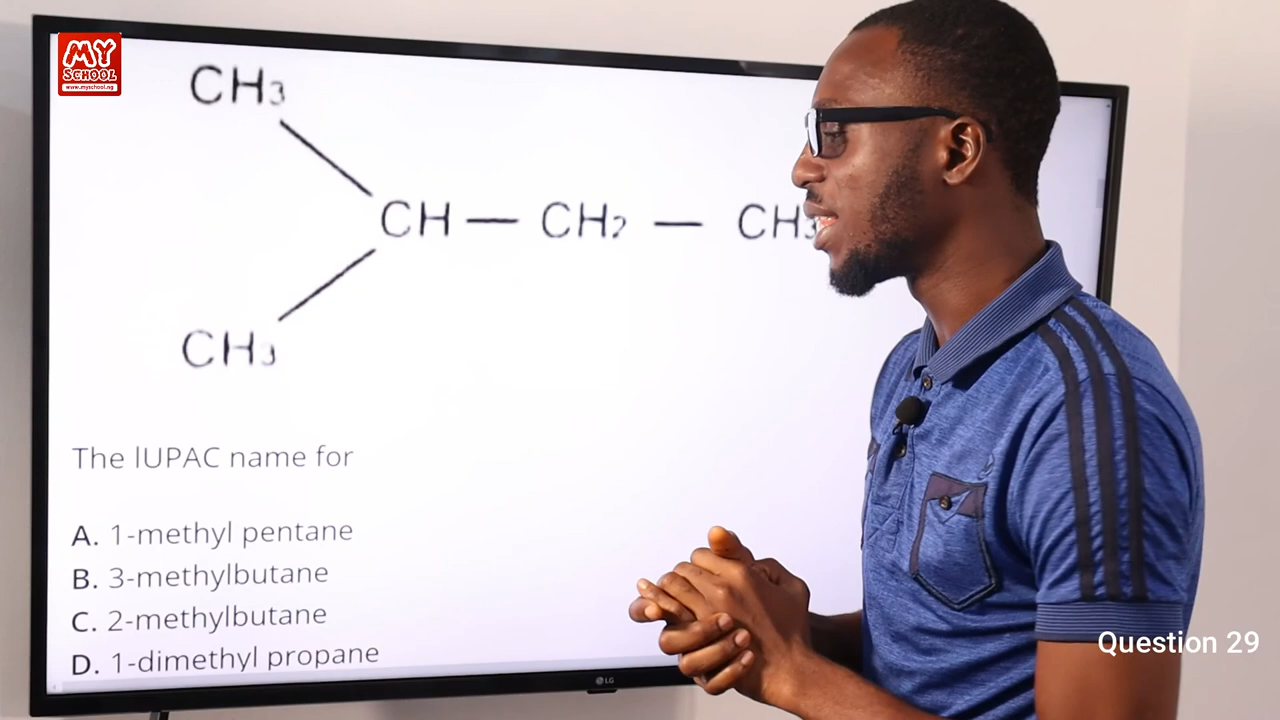 MY
SCHOOL
www.myschool.ng
CH3
CH — CH2 — CH3
CH3
The IUPAC name for
A. 1-methyl pentane
B. 3-methylbutane
C. 2-methylbutane
D. 1-dimethyl propane
LG
Question 29